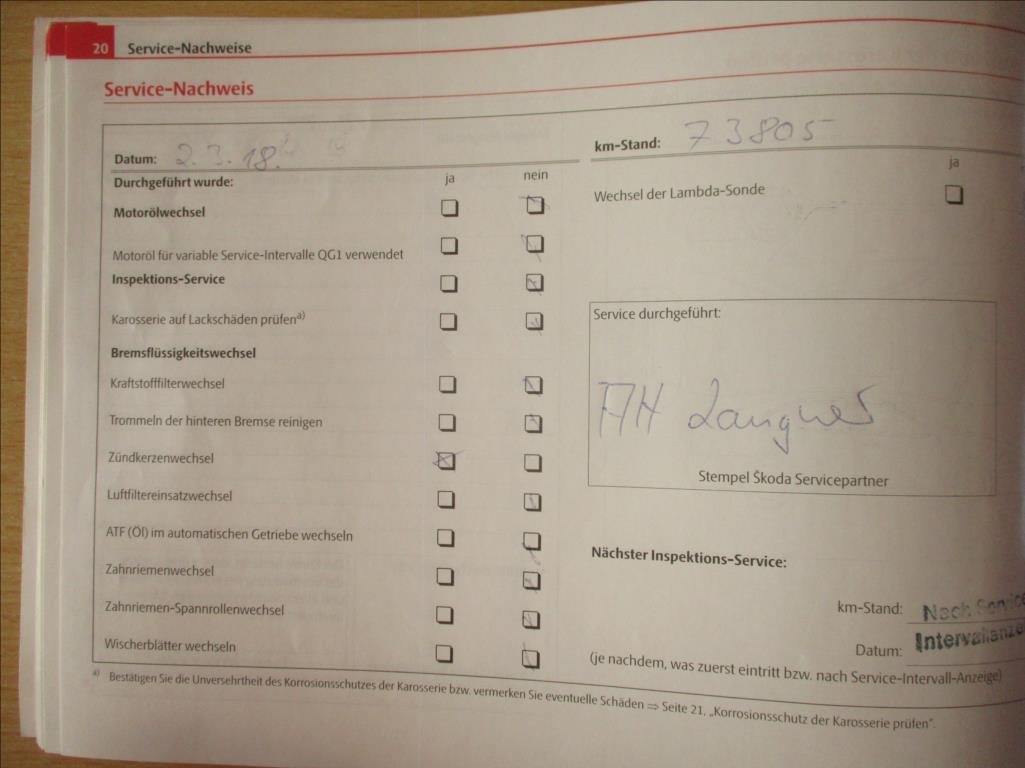 20 Service-Nachweise
Service-Nachweis
Datum: 2.3.18.
km-Stand: 73805
Durchgeführt wurde: ja nein
ja
Motorölwechsel
Wechsel der Lambda-Sonde
Motoröl für variable Service-Intervalle QG1 verwendet
Inspektions-Service
Karosserie auf Lackschäden prüfen a)
Service durchgeführt:
Bremsflüssigkeitswechsel
Kraftstofffilterwechsel
AH Langner
Trommeln der hinteren Bremse reinigen
Zündkerzenwechsel
Stempel Škoda Servicepartner
Luftfiltereinsatzwechsel
ATF (Öl) im automatischen Getriebe wechseln
Nächster Inspektions-Service:
Zahnriemenwechsel
Zahnriemen-Spannrollenwechsel
km-Stand: Nach Service
Datum: Intervallanze
Wischerblätter wechseln
(je nachdem, was zuerst eintritt bzw. nach Service-Intervall-Anzeige)
a) Bestätigen Sie die Unversehrtheit des Korrosionsschutzes der Karosserie bzw. vermerken Sie eventuelle Schäden ⇒ Seite 21, „Korrosionsschutz der Karosserie prüfen“.